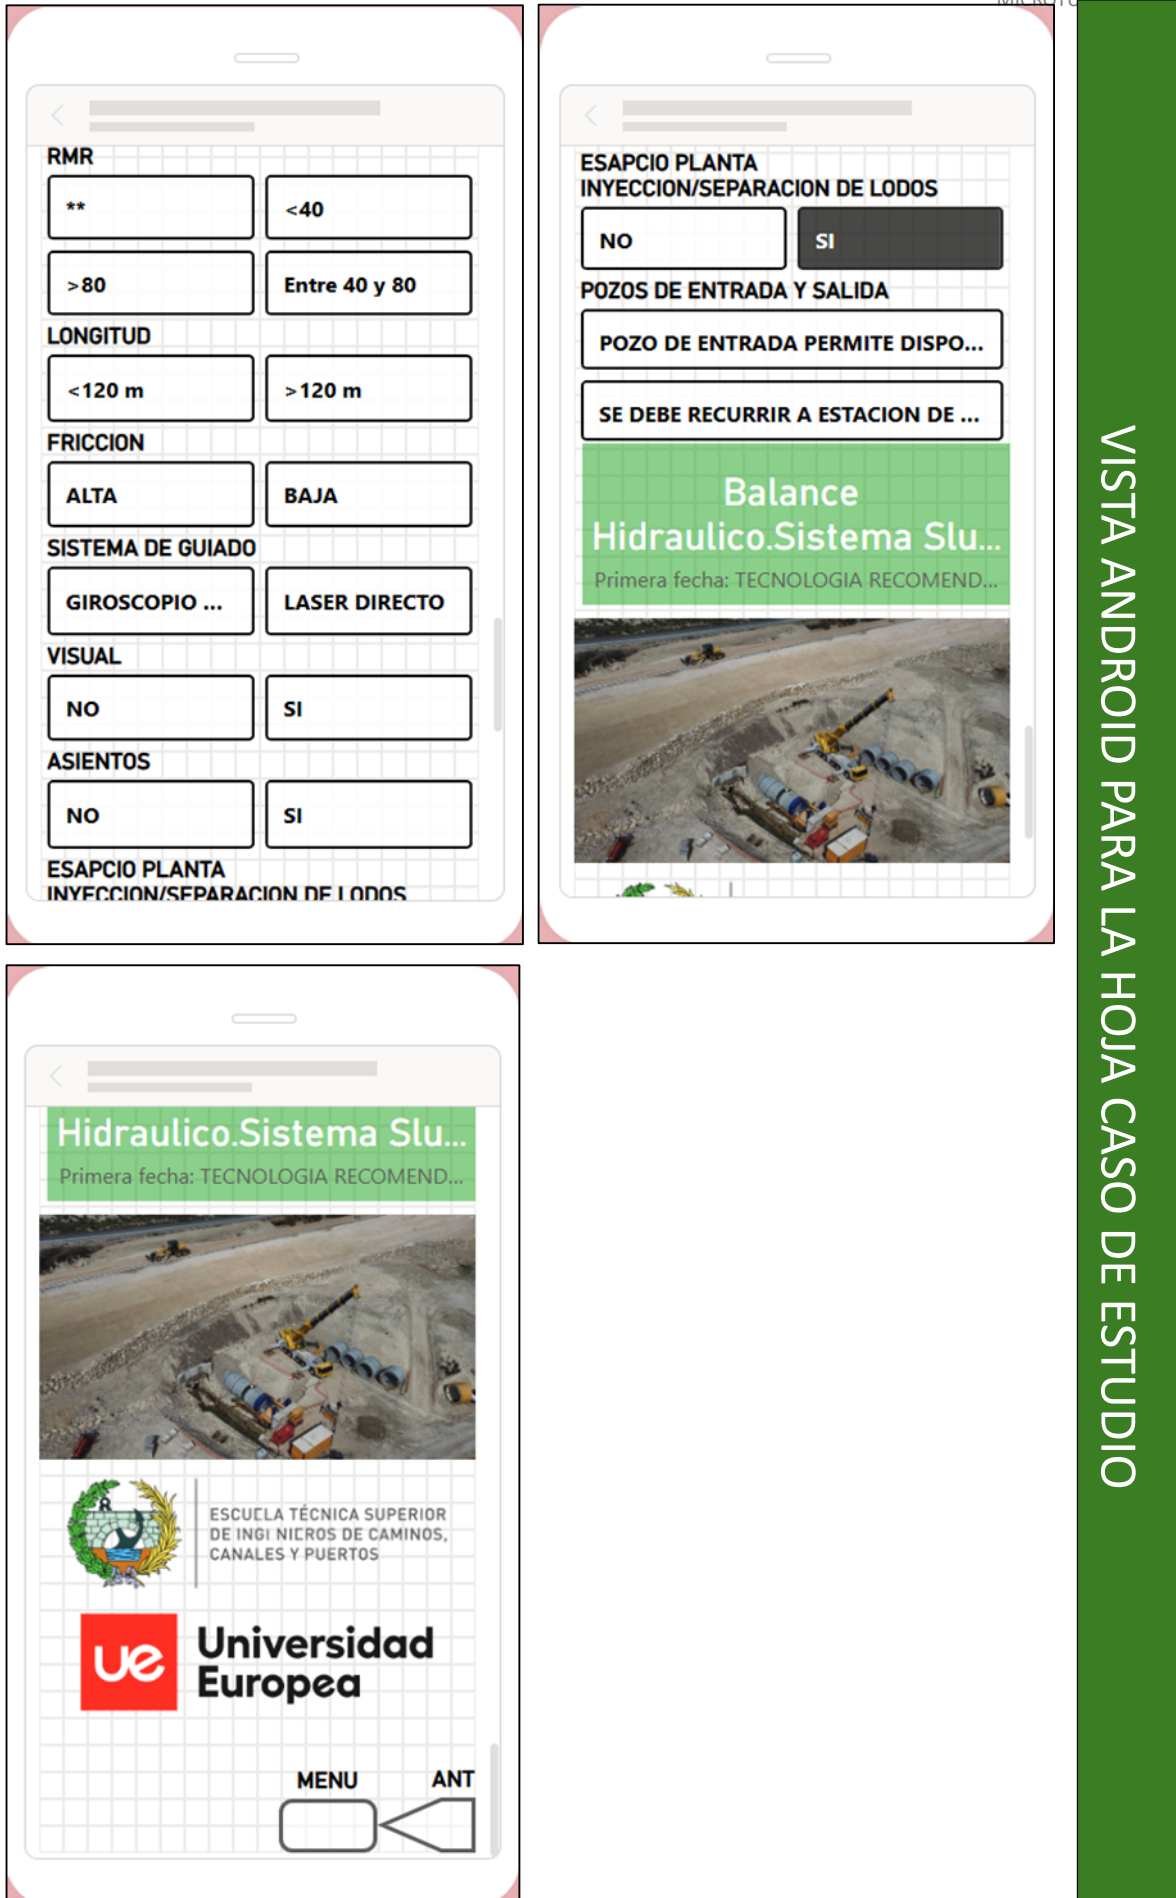 RMR
**
<40
>80
Entre 40 y 80
LONGITUD
<120 m
>120 m
FRICCION
ALTA
BAJA
SISTEMA DE GUIADO
GIROSCOPIO ...
LASER DIRECTO
VISUAL
NO
SI
ASIENTOS
NO
SI
ESAPCIO PLANTA
INYECCION/SEPARACION DE LODOS
ESAPCIO PLANTA
INYECCION/SEPARACION DE LODOS
NO
SI
POZOS DE ENTRADA Y SALIDA
POZO DE ENTRADA PERMITE DISPO...
SE DEBE RECURRIR A ESTACION DE ...
Balance
Hidraulico.Sistema Slu...
Primera fecha: TECNOLOGIA RECOMEND...
Hidraulico.Sistema Slu...
Primera fecha: TECNOLOGIA RECOMEND...
ESCUELA TÉCNICA SUPERIOR
DE INGENIEROS DE CAMINOS,
CANALES Y PUERTOS
ue
Universidad
Europea
MENU
ANT
VISTA ANDROID PARA LA HOJA CASO DE ESTUDIO